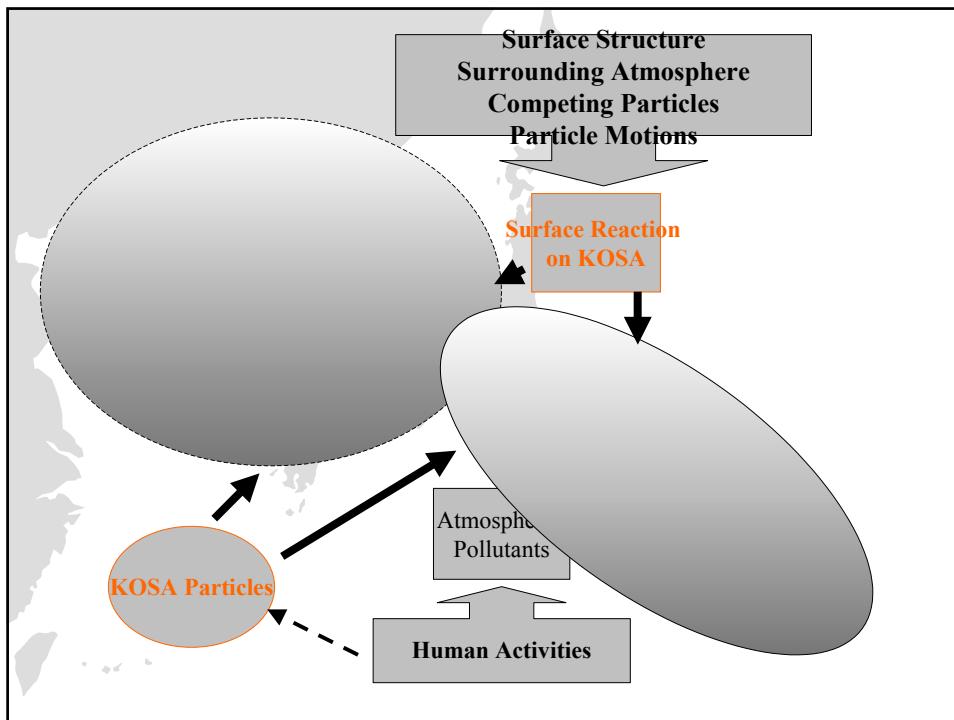 Surface Structure
Surrounding Atmosphere
Competing Particles
Particle Motions
Surface Reaction
on KOSA
Pollutants
KOSA Particles
Human Activities